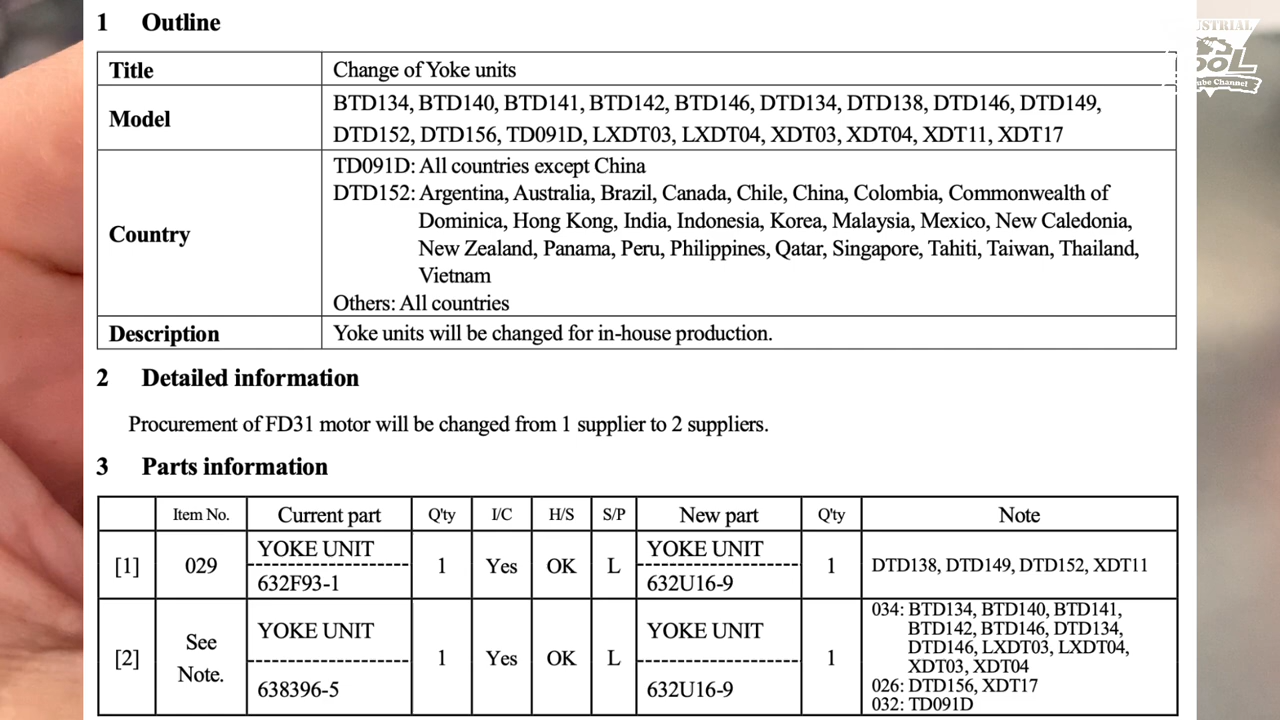 1 Outline
Title Change of Yoke units
Model BTD134, BTD140, BTD141, BTD142, BTD146, DTD134, DTD138, DTD146, DTD149,
DTD152, DTD156, TD091D, LXDT03, LXDT04, XDT03, XDT04, XDT11, XDT17
Country TD091D: All countries except China
DTD152: Argentina, Australia, Brazil, Canada, Chile, China, Colombia, Commonwealth of
Dominica, Hong Kong, India, Indonesia, Korea, Malaysia, Mexico, New Caledonia,
New Zealand, Panama, Peru, Philippines, Qatar, Singapore, Tahiti, Taiwan, Thailand,
Vietnam
Others: All countries
Description Yoke units will be changed for in-house production.
2 Detailed information
Procurement of FD31 motor will be changed from 1 supplier to 2 suppliers.
3 Parts information
Item No. Current part Q'ty I/C H/S S/P New part Q'ty Note
[1] 029 YOKE UNIT 1 Yes OK L YOKE UNIT 1 DTD138, DTD149, DTD152, XDT11
632F93-1 632U16-9
[2] See Note. YOKE UNIT 1 Yes OK L YOKE UNIT 1 034: BTD134, BTD140, BTD141,
BTD142, BTD146, DTD134,
DTD146, LXDT03, LXDT04,
XDT03, XDT04
638396-5 632U16-9 026: DTD156, XDT17
032: TD091D
Channel